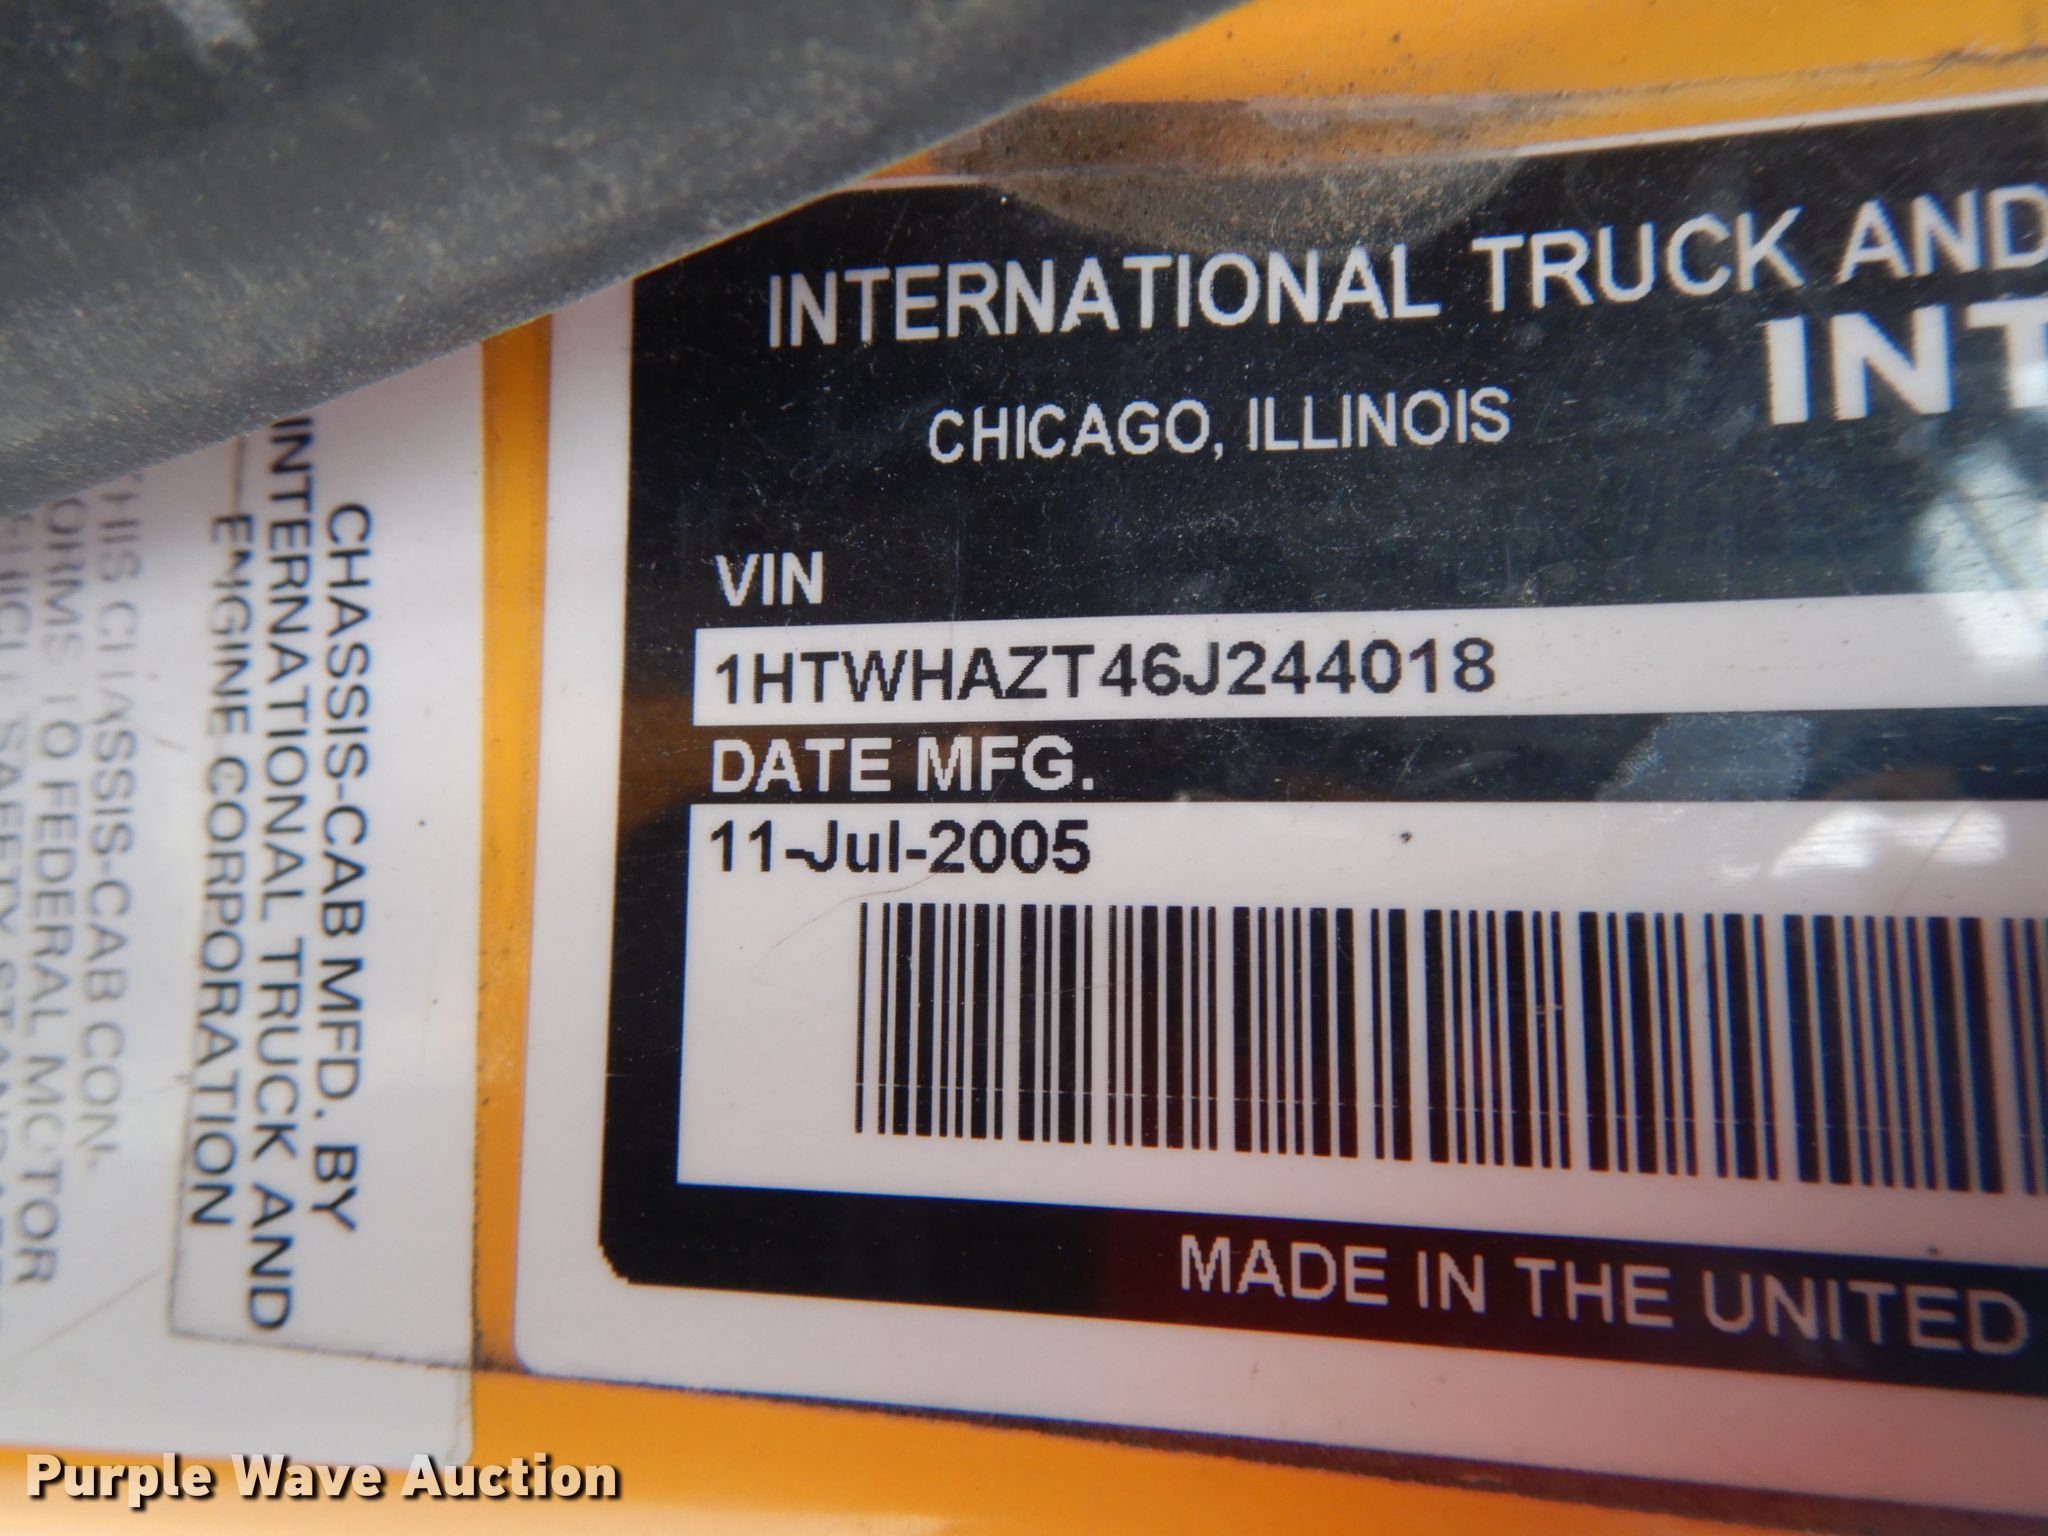 INTERNATIONAL TRUCK AND
INT
CHICAGO, ILLINOIS
VIN
1HTWHAZT46J244018
DATE MFG.
11-Jul-2005
MADE IN THE UNITED
CHASSIS-CAB MFD. BY
INTERNATIONAL TRUCK AND
ENGINE CORPORATION
THIS CHASSIS-CAB CON-
FORMS TO FEDERAL MOTOR
Purple Wave Auction